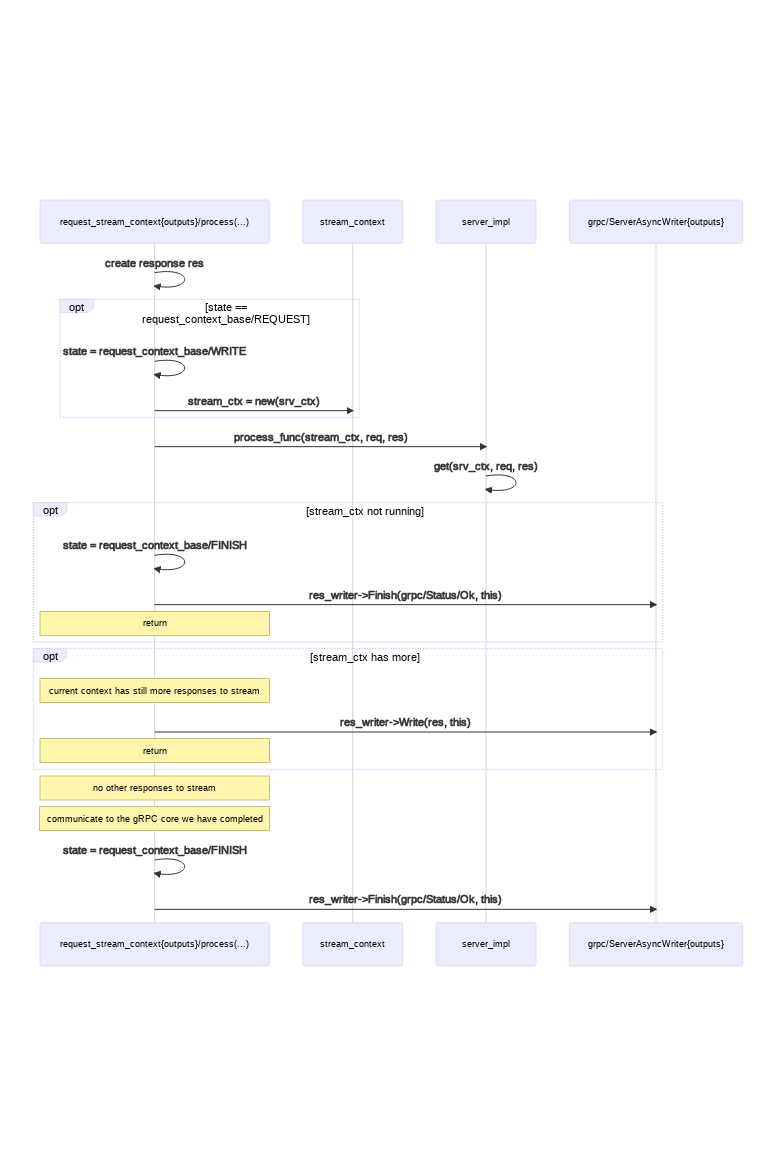 request_stream_context{outputs}/process(...)
stream_context
server_impl
grpc/ServerAsyncWriter{outputs}
create response res
opt
[state ==
request_context_base/REQUEST]
state = request_context_base/WRITE
stream_ctx = new(srv_ctx)
process_func(stream_ctx, req, res)
get(srv_ctx, req, res)
opt
[stream_ctx not running]
state = request_context_base/FINISH
res_writer->Finish(grpc/Status/Ok, this)
return
opt
[stream_ctx has more]
current context has still more responses to stream
res_writer->Write(res, this)
return
no other responses to stream
communicate to the gRPC core we have completed
state = request_context_base/FINISH
res_writer->Finish(grpc/Status/Ok, this)
request_stream_context{outputs}/process(...)
stream_context
server_impl
grpc/ServerAsyncWriter{outputs}